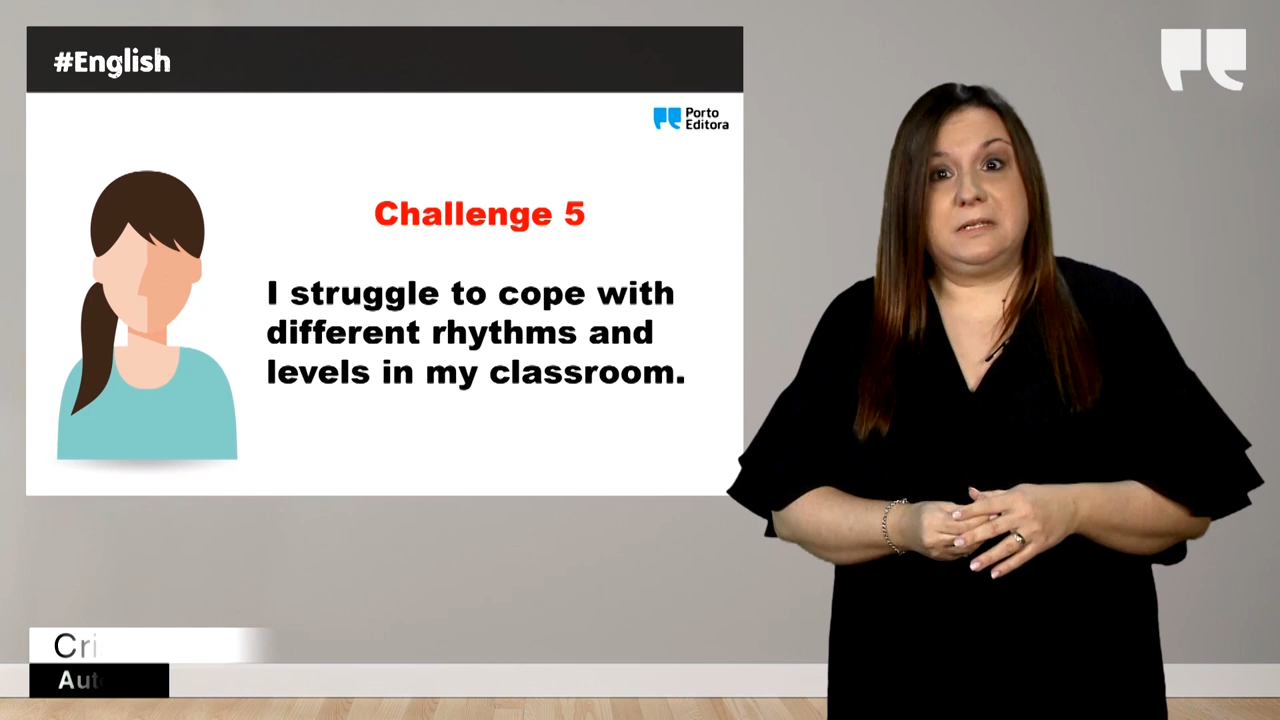 #English
Porto
Editora
Challenge 5
I struggle to cope with
different rhythms and
levels in my classroom.